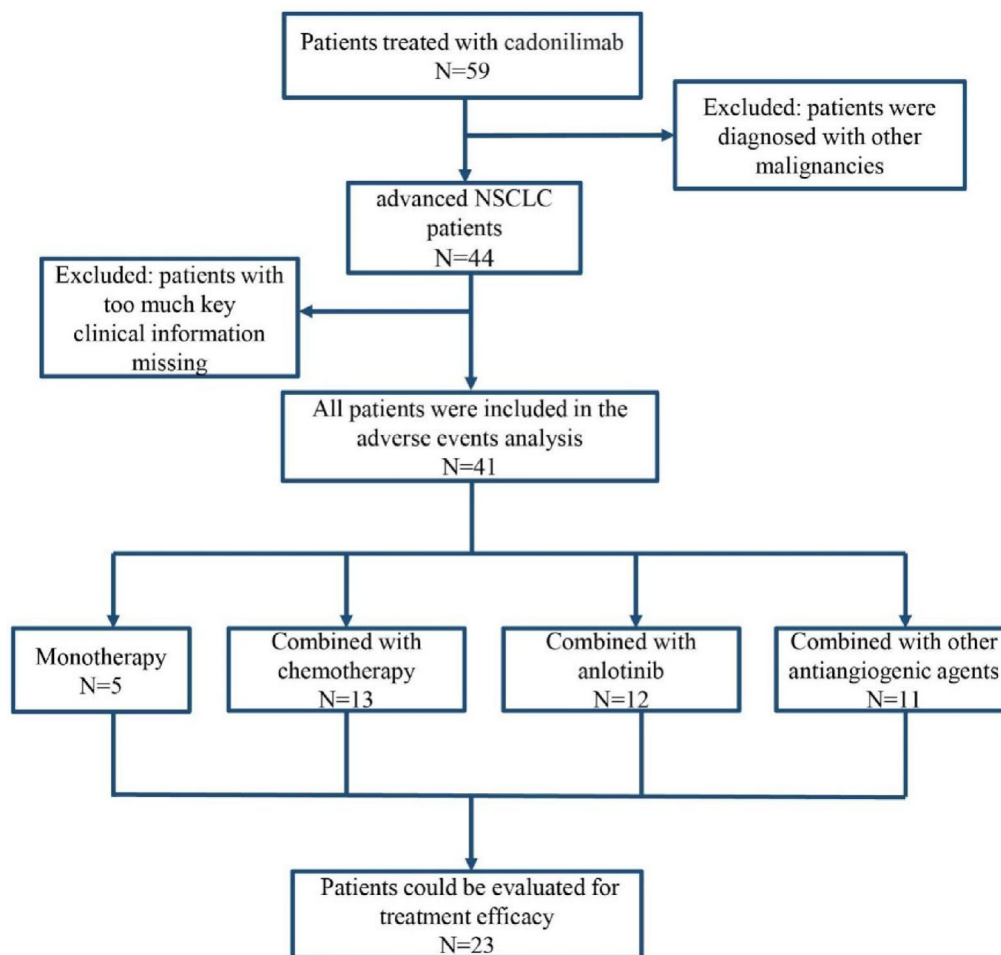 Patients treated with cadonilimab
N=59
Excluded: patients were
diagnosed with other
malignancies
advanced NSCLC
patients
N=44
Excluded: patients with
too much key
clinical information
missing
All patients were included in the
adverse events analysis
N=41
Monotherapy
N=5
Combined with
chemotherapy
N=13
Combined with
anlotinib
N=12
Combined with other
antiangiogenic agents
N=11
Patients could be evaluated for
treatment efficacy
N=23